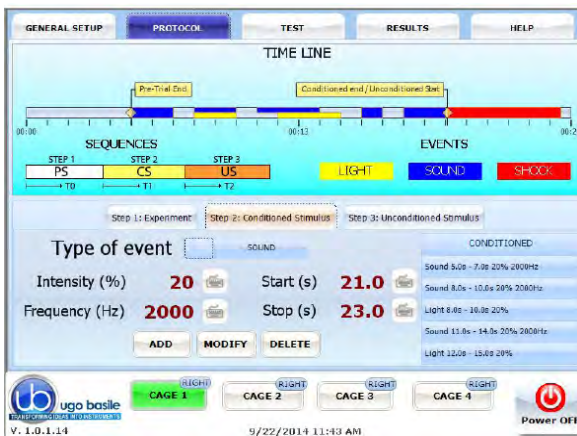 GENERAL SETUP PROTOCOL TEST RESULTS HELP
TIME LINE
Pre-Trial End Conditioned end/Unconditioned Start
00:00 00:13 00:2
SEQUENCES EVENTS
STEP 1 STEP 2 STEP 3
PS CS US LIGHT SOUND SHOCK
T0 T1 T2
Step 1: Experiment Step 2: Conditioned Stimulus Step 3: Unconditioned Stimulus
Type of event SOUND CONDITIONED
Sound 5.0s - 7.0s 20% 2000Hz
Intensity (%) 20 Start (s) 21.0
Sound 8.0s - 10.0s 20% 2000Hz
Light 8.0s - 10.0s 20%
Frequency (Hz) 2000 Stop (s) 23.0
Sound 11.0s - 14.0s 20% 2000Hz
ADD MODIFY DELETE
Light 12.0s - 15.0s 20%
RIGHT RIGHT RIGHT RIGHT
ub ugo basile CAGE 1 CAGE 2 CAGE 3 CAGE 4
TRANSFORMING IDEAS INTO INSTRUMENTS
Power OFF
V. 1.0.1.14 9/22/2014 11:43 AM